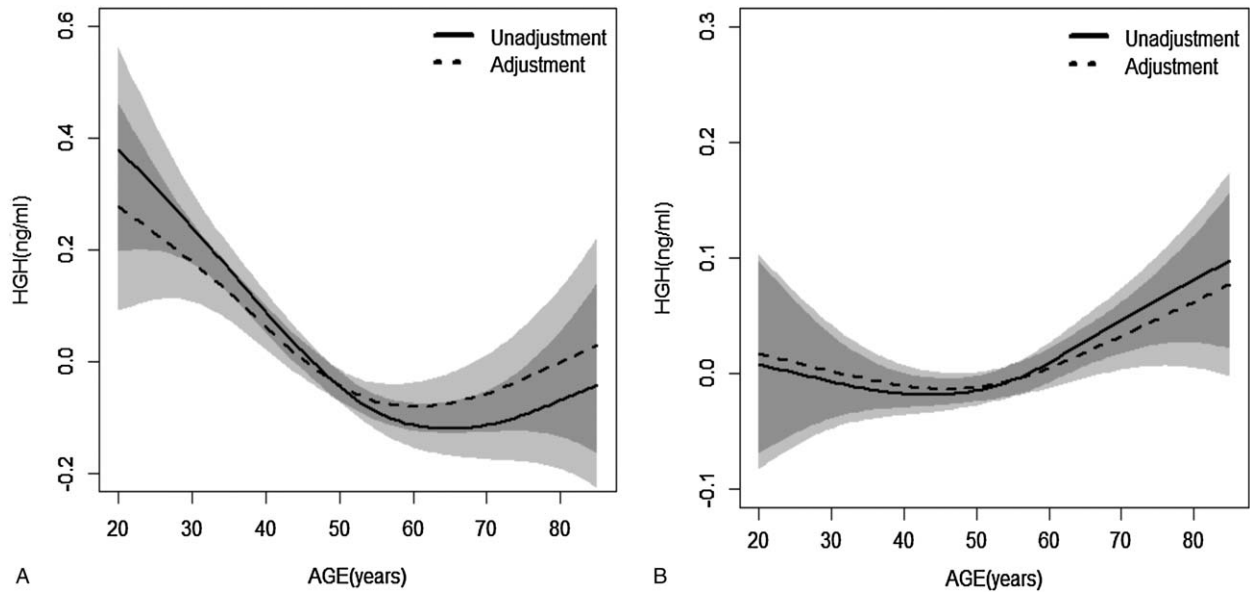 0.6
0.4
0.2
0.0
-0.2
HGH(ng/ml)
Unadjustment
Adjustment
20 30 40 50 60 70 80
AGE(years)
A
0.3
0.2
0.1
0.0
-0.1
HGH(ng/ml)
Unadjustment
Adjustment
20 30 40 50 60 70 80
AGE(years)
B